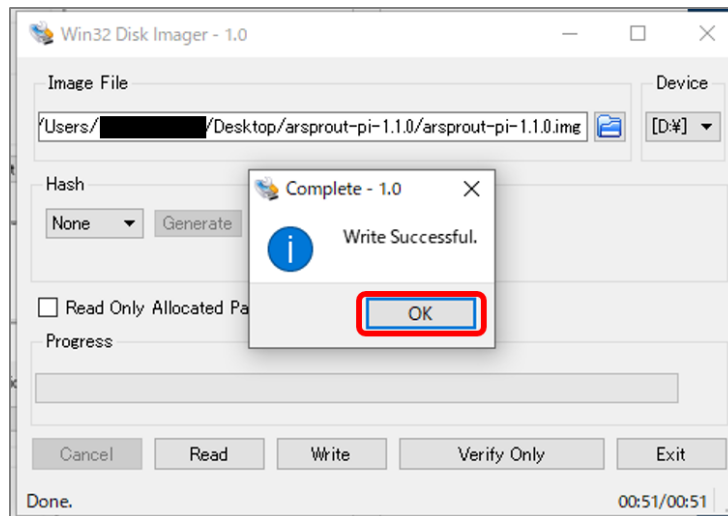 Win32 Disk Imager - 1.0
Image File
Device
/Users/ /Desktop/arsprout-pi-1.1.0/arsprout-pi-1.1.0.img
[D:¥]
Hash
None
Generate
Complete - 1.0
Write Successful.
OK
Read Only Allocated Pa
Progress
Cancel
Read
Write
Verify Only
Exit
Done.
00:51/00:51